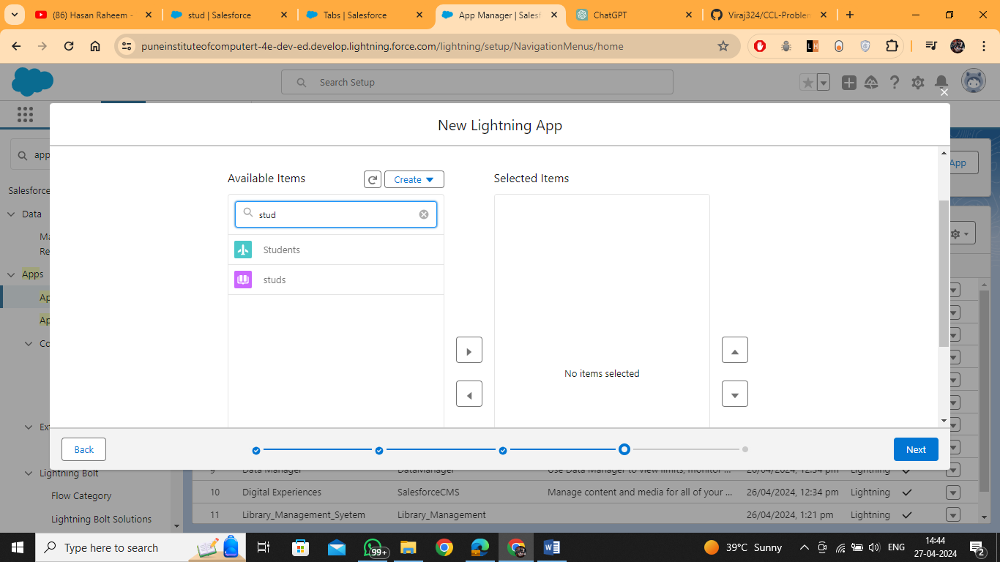 (86) Hasan Raheem -
stud | Salesforce
Tabs | Salesforce
App Manager | Salesf
ChatGPT
Viraj324/CCL-Problem
puneinstituteofcomputert-4e-dev-ed.develop.lightning.force.com/lightning/setup/NavigationMenus/home
Search Setup
New Lightning App
app
App
Salesforce
Data
Ma
Re
Apps
Ap
Ap
Co
Ex
Lightning Bolt
Flow Category
Lightning Bolt Solutions
Available Items
Create
Selected Items
stud
Students
studs
No items selected
Back
Next
9 Data Manager DataManager Use Data Manager to view limits, monitor ... 26/04/2024, 12:34 pm Lightning
10 Digital Experiences SalesforceCMS Manage content and media for all of your ... 26/04/2024, 12:34 pm Lightning
11 Library_Management_Syetem Library_Management 26/04/2024, 1:21 pm Lightning
Type here to search
99+
39°C Sunny
ENG
14:44
27-04-2024
2